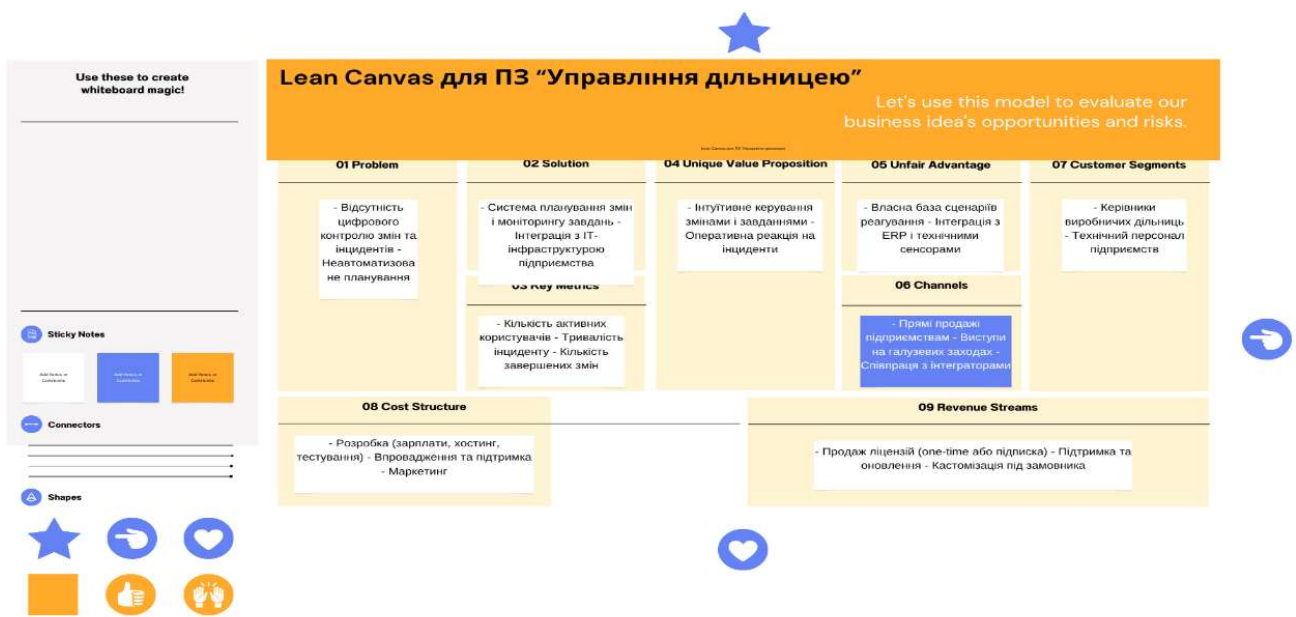 Use these to create
whiteboard magic!
Sticky Notes
Connectors
Shapes
Lean Canvas для ПЗ “Управління дільницею”
Let's use this model to evaluate our
business idea's opportunities and risks.
01 Problem
- Відсутність
цифрового
контролю змін та
інцидентів -
Неавтоматизова
не планування
02 Solution
- Система планування змін
і моніторингу завдань -
Інтеграція з ІТ-
інфраструктурою
підприємства
03 Key Metrics
- Кількість активних
користувачів - Тривалість
інциденту - Кількість
завершених змін
04 Unique Value Proposition
- Інтуїтивне керування
змінами і завданнями -
Оперативна реакція на
інциденти
05 Unfair Advantage
- Власна база сценаріїв
реагування - Інтеграція з
ERP і технічними
сенсорами
06 Channels
- Прямі продажі
підприємствам - Виступи
на галузевих заходах -
Співпраця з інтеграторами
07 Customer Segments
- Керівники
виробничих дільниць
- Технічний персонал
підприємств
08 Cost Structure
- Розробка (зарплати, хостинг,
тестування) - Впровадження та підтримка
- Маркетинг
09 Revenue Streams
- Продаж ліцензій (one-time або підписка) - Підтримка та
оновлення - Кастомізація під замовника